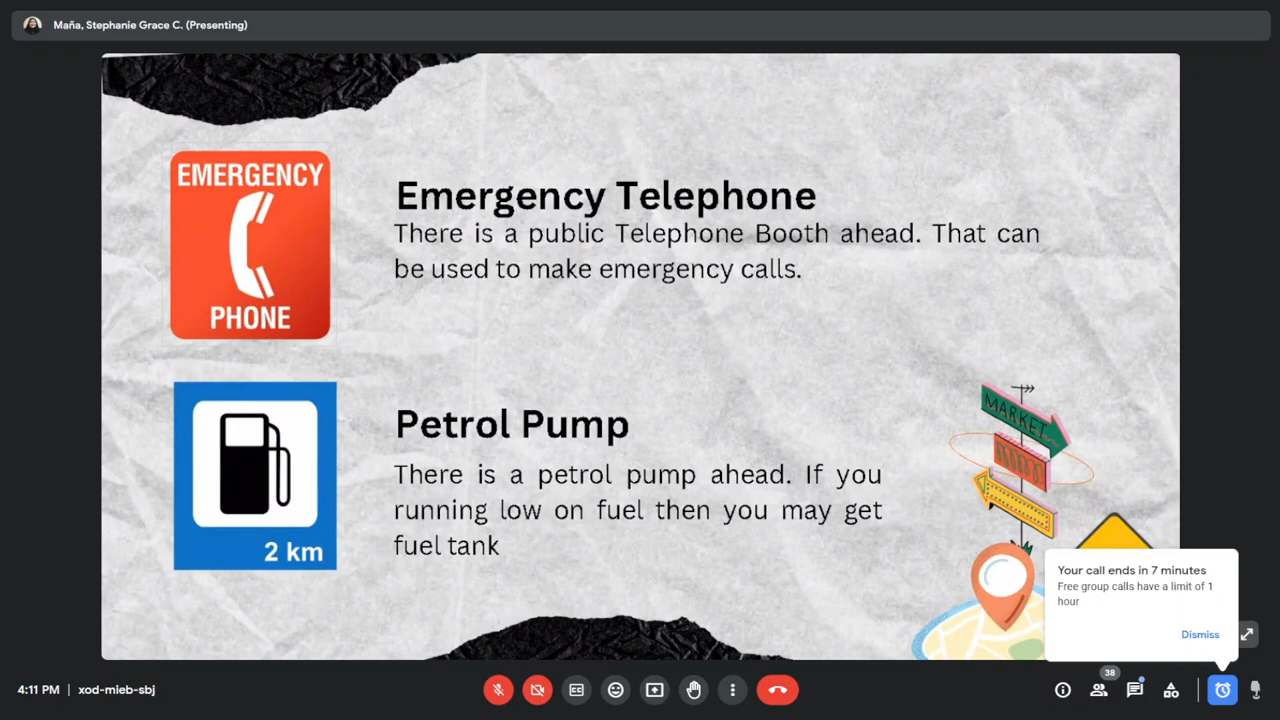 Maña, Stephanie Grace C. (Presenting)
EMERGENCY
PHONE
Emergency Telephone
There is a public Telephone Booth ahead. That can
be used to make emergency calls.
2 km
Petrol Pump
There is a petrol pump ahead. If you
running low on fuel then you may get
fuel tank
MARKET
Your call ends in 7 minutes
Free group calls have a limit of 1
hour
Dismiss
4:11 PM | xod-mieb-sbj
CC
38